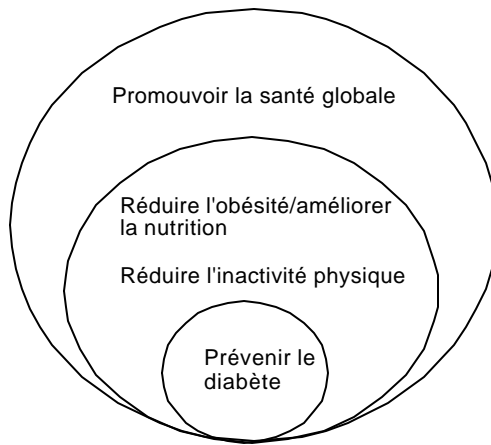 Promouvoir la santé globale
Réduire l'obésité/améliorer
la nutrition
Réduire l'inactivité physique
Prévenir le
diabète